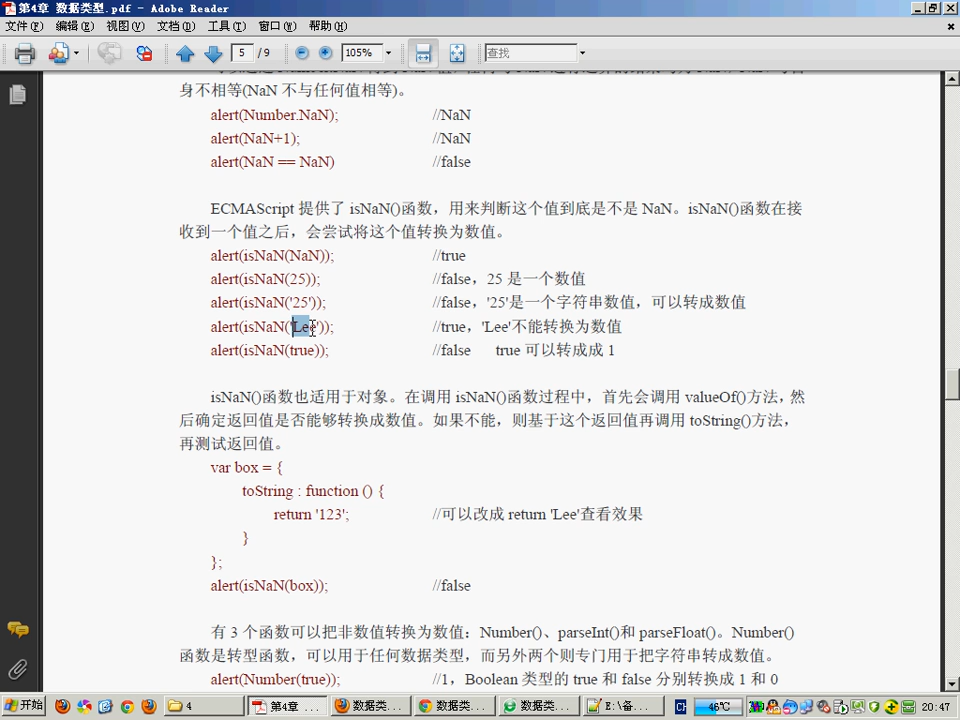 第4章 数据类型.pdf - Adobe Reader
文件(F) 编辑(E) 视图(V) 文档(D) 工具(T) 窗口(W) 帮助(H)
5 / 9 105% 查找
身不相等(NaN 不与任何值相等)。
alert(Number.NaN); //NaN
alert(NaN+1); //NaN
alert(NaN == NaN) //false
ECMAScript 提供了 isNaN()函数，用来判断这个值到底是不是 NaN。isNaN()函数在接
收到一个值之后，会尝试将这个值转换为数值。
alert(isNaN(NaN)); //true
alert(isNaN(25)); //false，25 是一个数值
alert(isNaN('25')); //false，'25'是一个字符串数值，可以转成数值
alert(isNaN('Lee')); //true，'Lee'不能转换为数值
alert(isNaN(true)); //false true 可以转成成 1
isNaN()函数也适用于对象。在调用 isNaN()函数过程中，首先会调用 valueOf()方法，然
后确定返回值是否能够转换成数值。如果不能，则基于这个返回值再调用 toString()方法，
再测试返回值。
var box = {
toString : function () {
return '123'; //可以改成 return 'Lee'查看效果
}
};
alert(isNaN(box)); //false
有 3 个函数可以把非数值转换为数值：Number()、parseInt()和 parseFloat()。Number()
函数是转型函数，可以用于任何数据类型，而另外两个则专门用于把字符串转成数值。
alert(Number(true)); //1，Boolean 类型的 true 和 false 分别转换成 1 和 0
开始 4 第4章 ... 数据类... 数据类... 数据类... E:\备... CH 46℃ 20:47